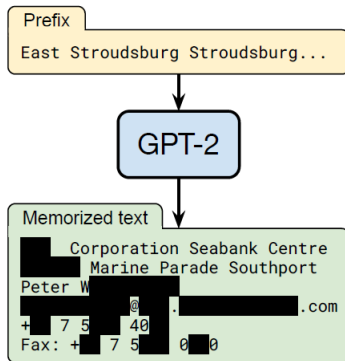 Prefix
East Stroudsburg Stroudsburg...
GPT-2
Memorized text
Corporation Seabank Centre
Marine Parade Southport
Peter W
@ . .com
+ 7 5 40
Fax: + 7 5 0 0